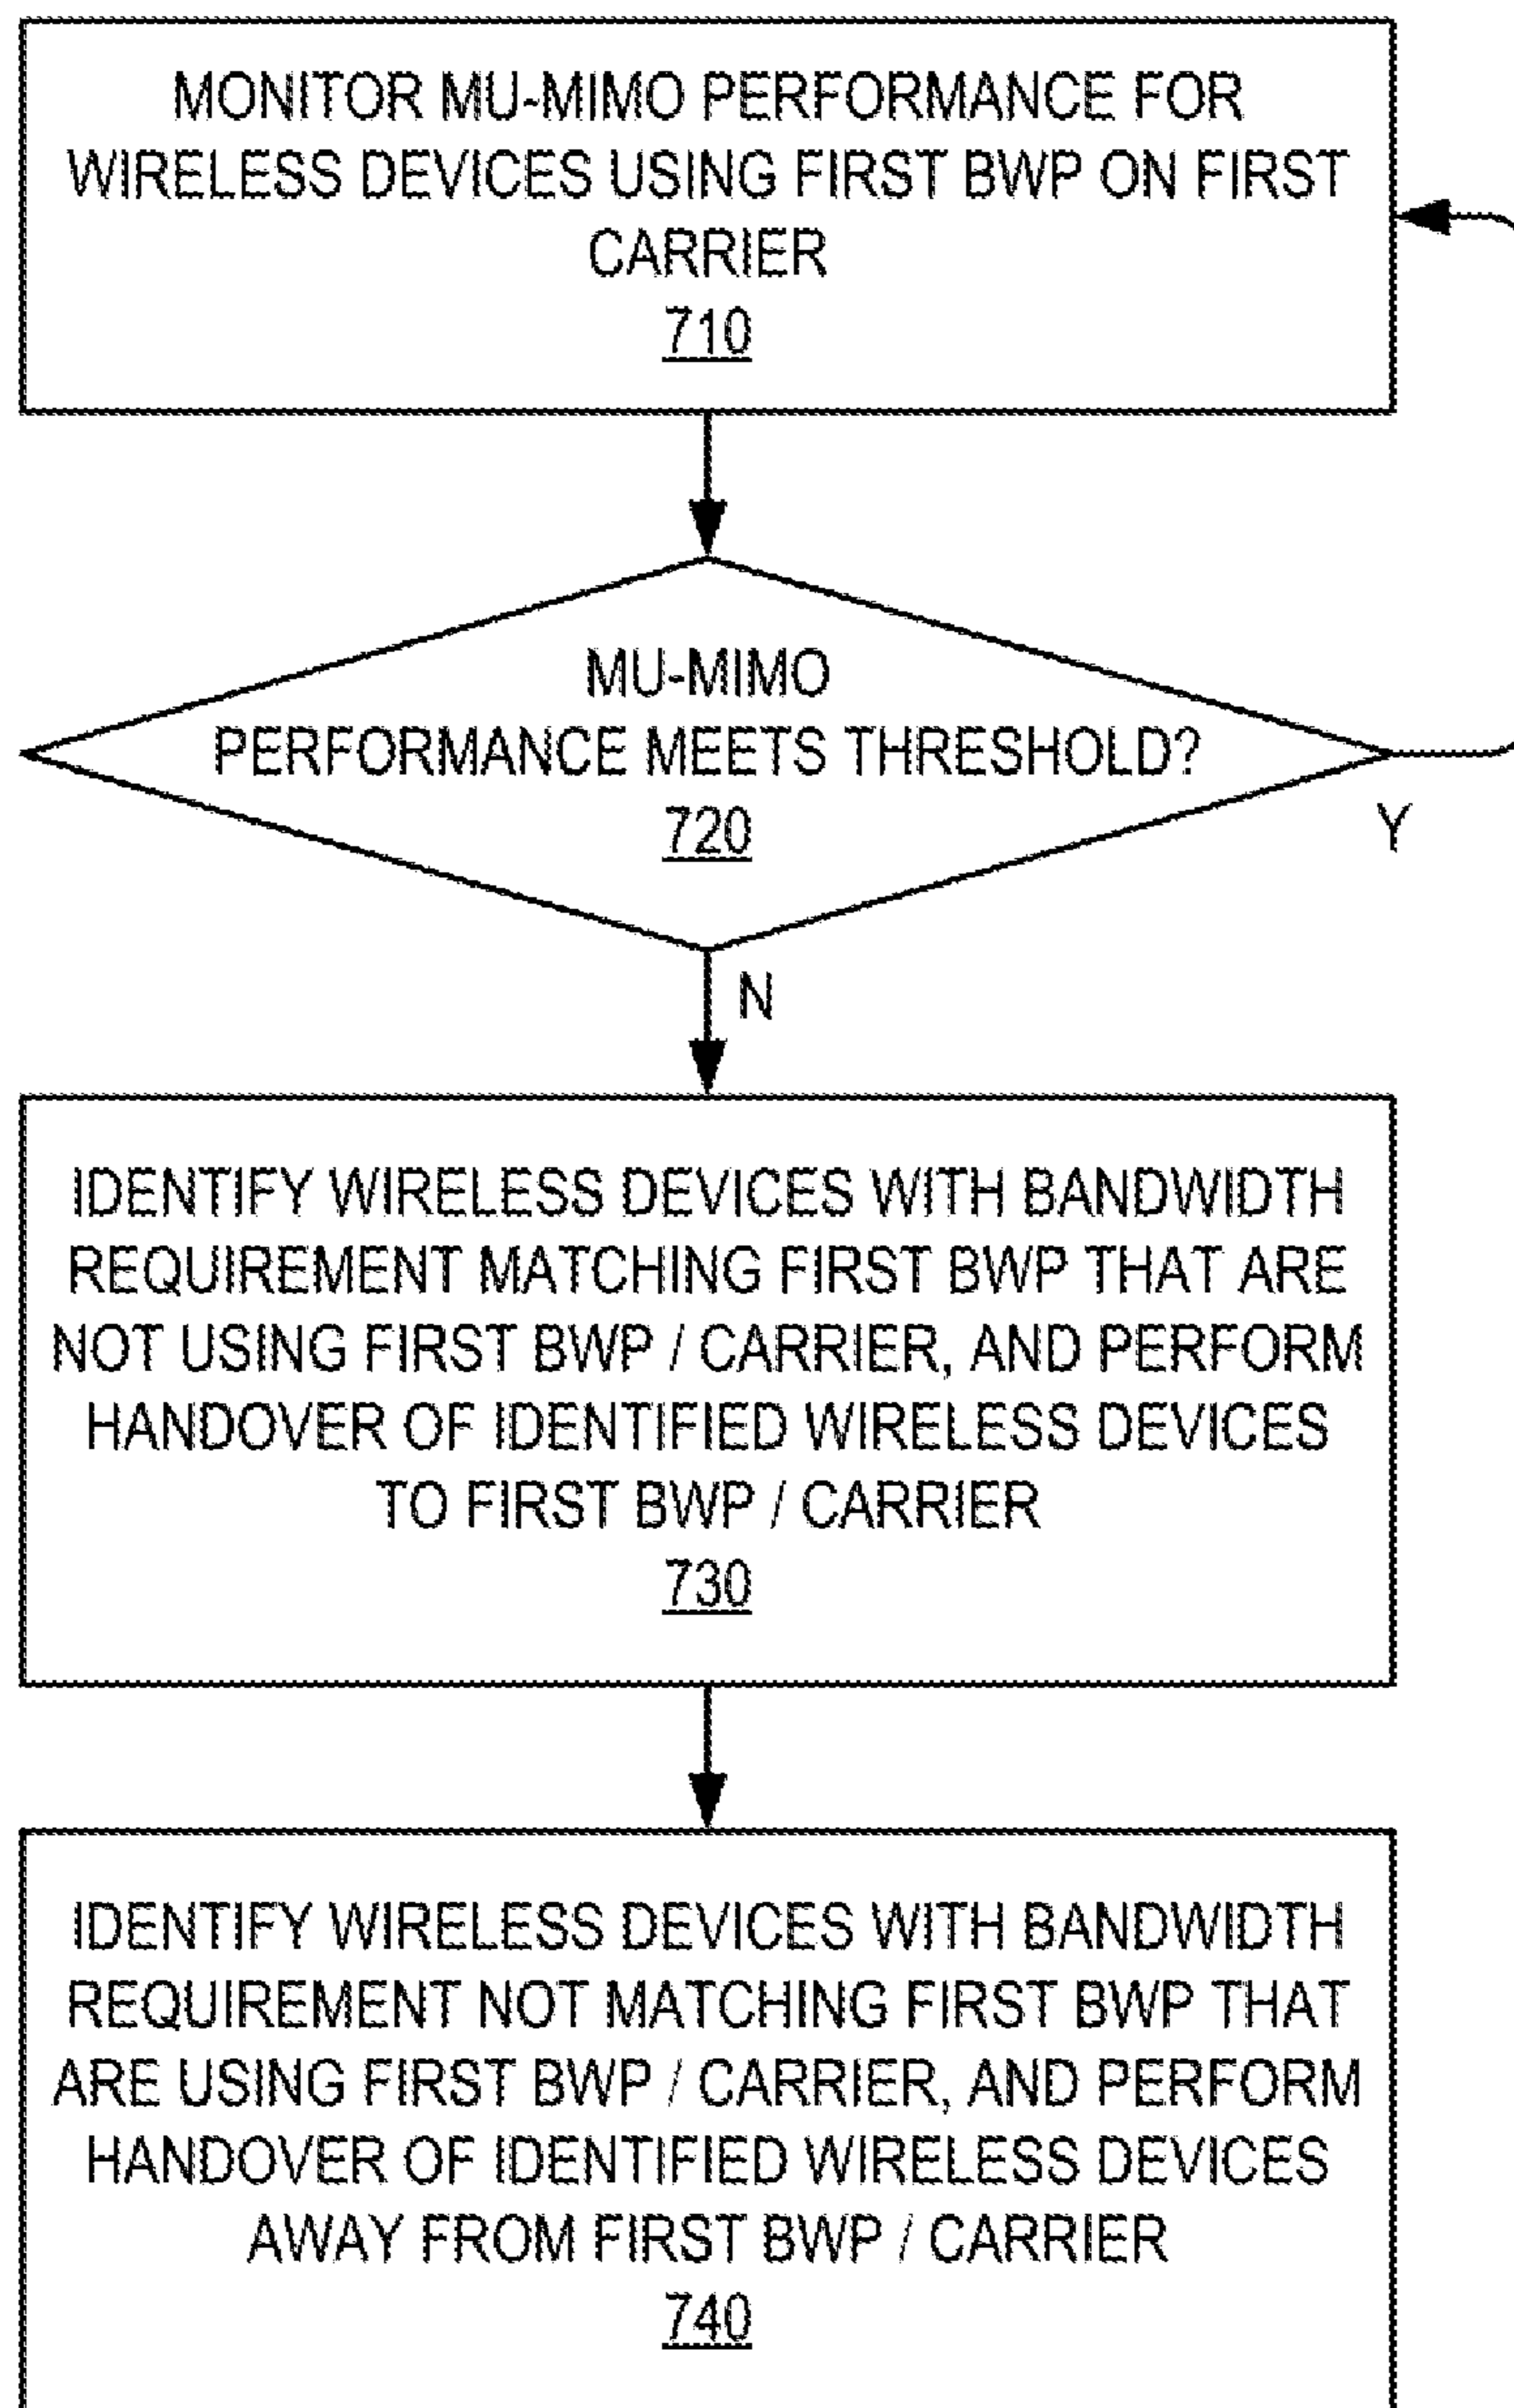 MONITOR MU-MIMO PERFORMANCE FOR
WIRELESS DEVICES USING FIRST BWP ON FIRST
CARRIER
710
MU-MIMO
PERFORMANCE MEETS THRESHOLD?
720
Y
N
IDENTIFY WIRELESS DEVICES WITH BANDWIDTH
REQUIREMENT MATCHING FIRST BWP THAT ARE
NOT USING FIRST BWP / CARRIER, AND PERFORM
HANDOVER OF IDENTIFIED WIRELESS DEVICES
TO FIRST BWP / CARRIER
730
IDENTIFY WIRELESS DEVICES WITH BANDWIDTH
REQUIREMENT NOT MATCHING FIRST BWP THAT
ARE USING FIRST BWP / CARRIER, AND PERFORM
HANDOVER OF IDENTIFIED WIRELESS DEVICES
AWAY FROM FIRST BWP / CARRIER
740